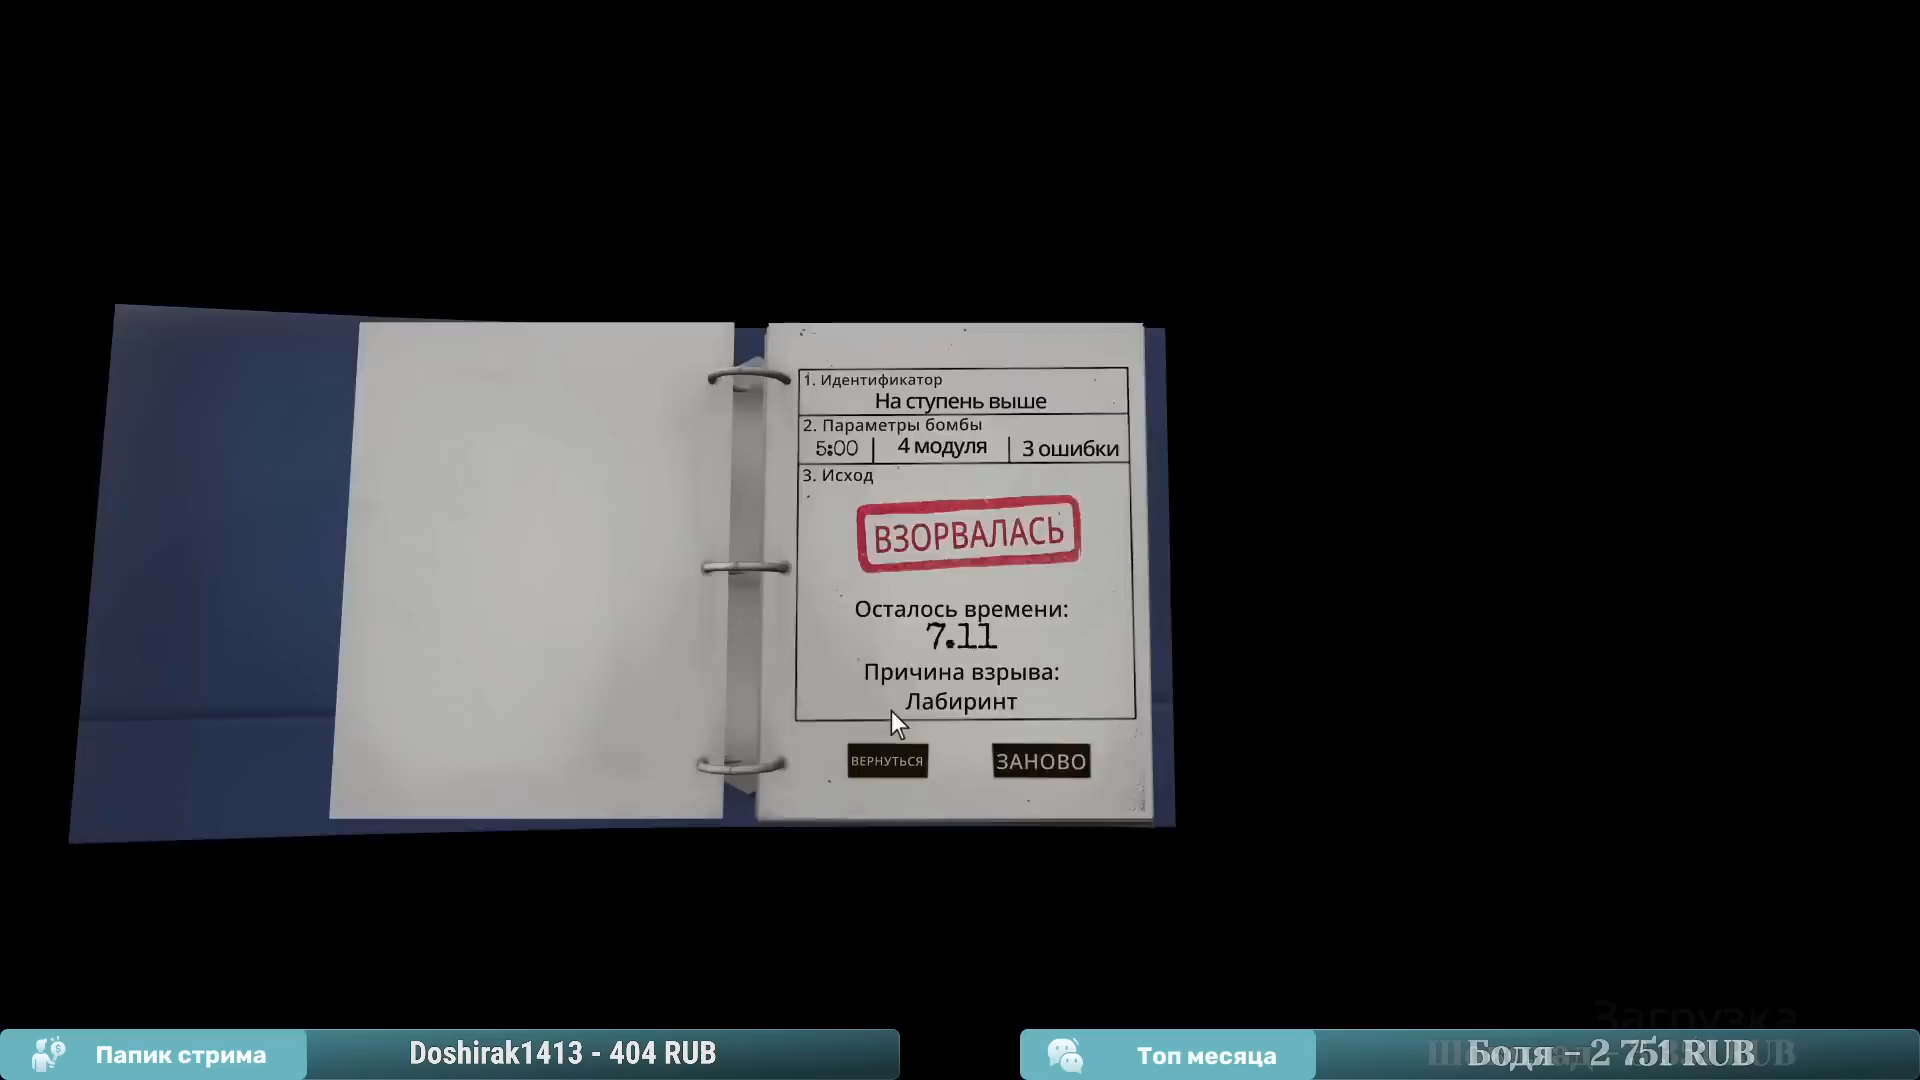 1. Идентификатор
На ступень выше
2. Параметры бомбы
5:00 | 4 модуля | 3 ошибки
3. Исход
ВЗОРВАЛАСЬ
Осталось времени:
7.11
Причина взрыва:
Лабиринт
ВЕРНУТЬСЯ ЗАНОВО
Загрузка
Папик стрима Doshirak1413 - 404 RUB Топ месяца Бодя - 2 751 RUB